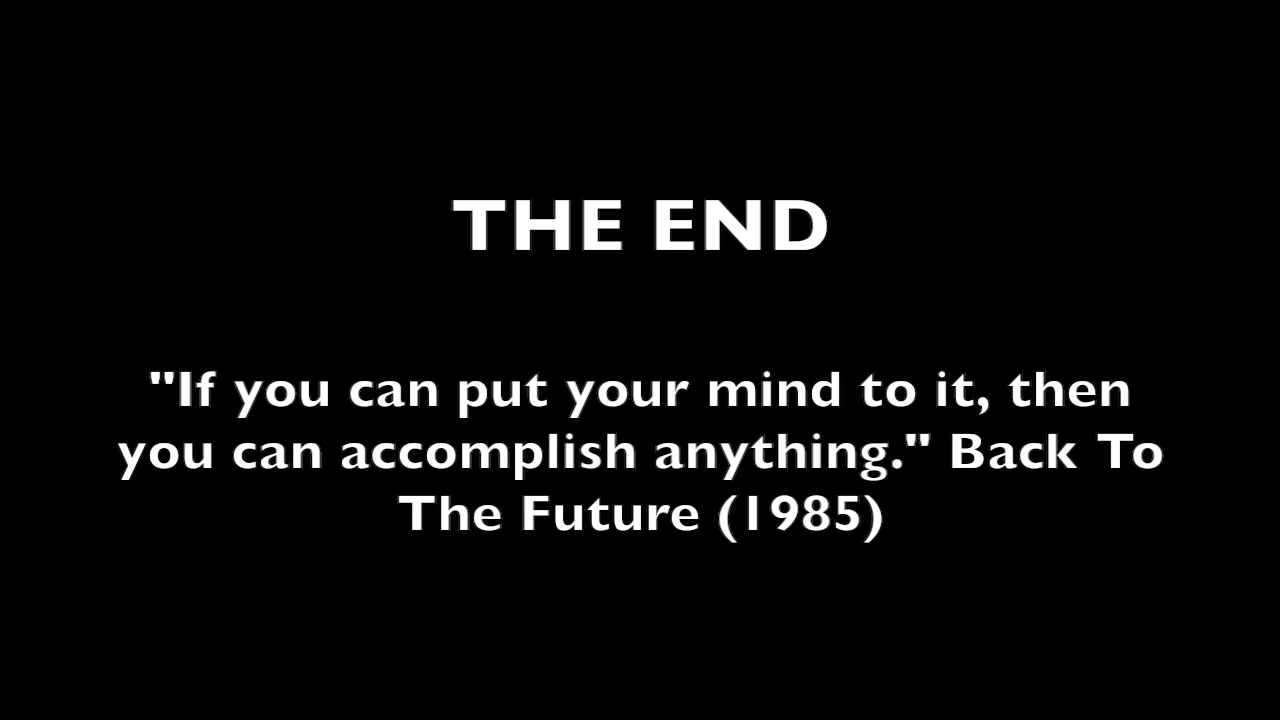 THE END
"If you can put your mind to it, then
you can accomplish anything." Back To
The Future (1985)